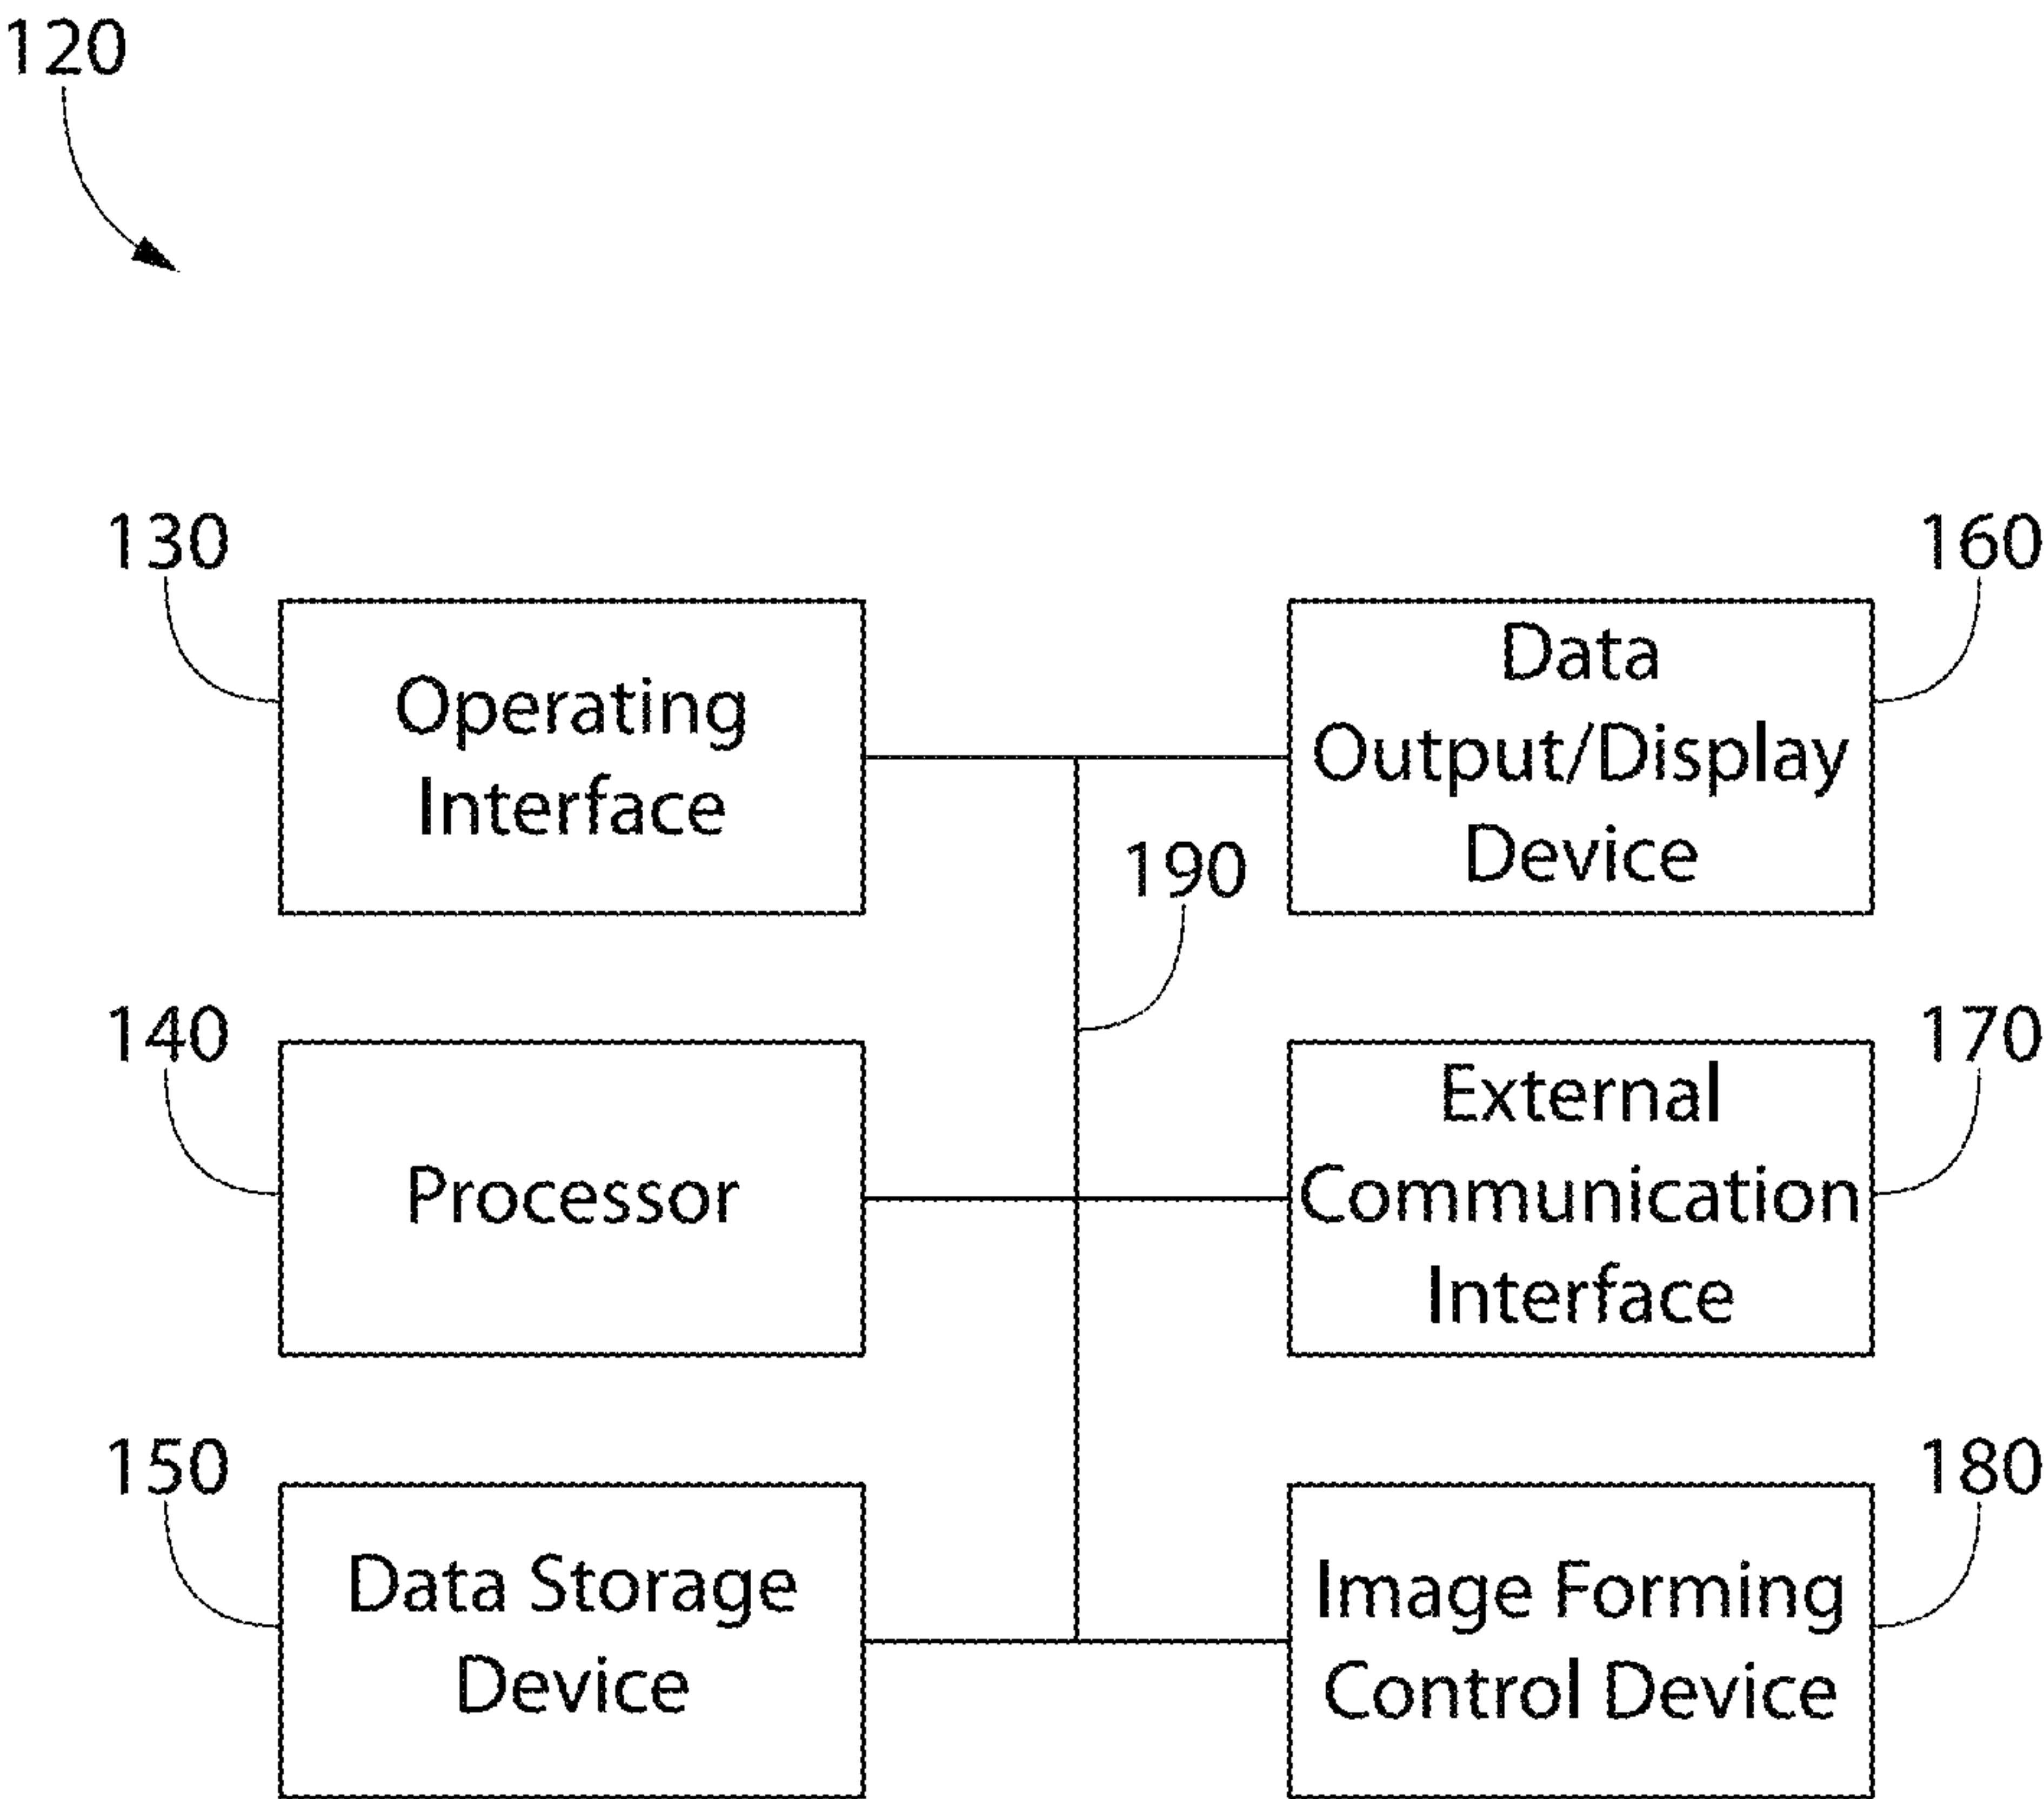 120
130
Operating
Interface
160
Data
Output/Display
Device
190
140
Processor
170
External
Communication
Interface
150
Data Storage
Device
180
Image Forming
Control Device